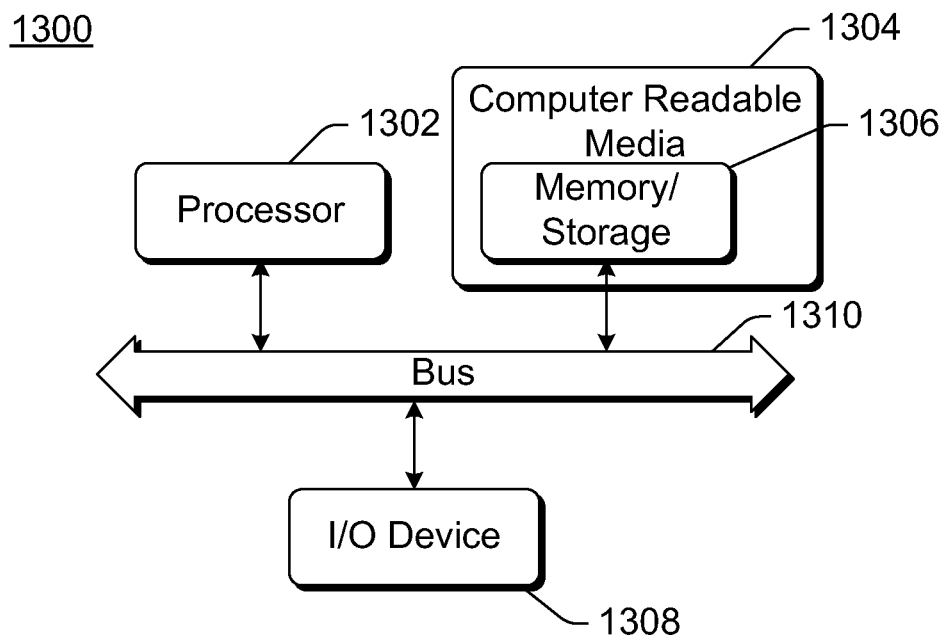 1300
1304
Computer Readable
Media
1302
1306
Processor
Memory/
Storage
1310
Bus
I/O Device
1308